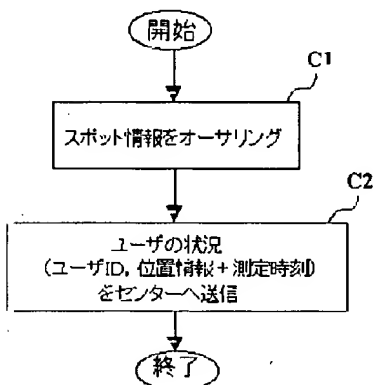 開始
C1
スポット情報をオーサリング
C2
ユーザの状況
(ユーザID, 位置情報+測定時刻)
をセンターへ送信
終了